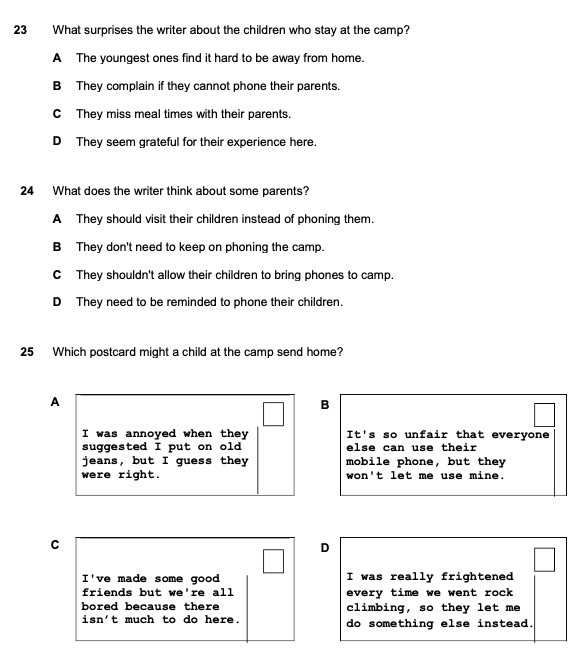 23 What surprises the writer about the children who stay at the camp?
A The youngest ones find it hard to be away from home.
B They complain if they cannot phone their parents.
C They miss meal times with their parents.
D They seem grateful for their experience here.
24 What does the writer think about some parents?
A They should visit their children instead of phoning them.
B They don't need to keep on phoning the camp.
C They shouldn't allow their children to bring phones to camp.
D They need to be reminded to phone their children.
25 Which postcard might a child at the camp send home?
A
I was annoyed when they
suggested I put on old
jeans, but I guess they
were right.
B
It's so unfair that everyone
else can use their
mobile phone, but they
won't let me use mine.
C
I've made some good
friends but we're all
bored because there
isn’t much to do here.
D
I was really frightened
every time we went rock
climbing, so they let me
do something else instead.